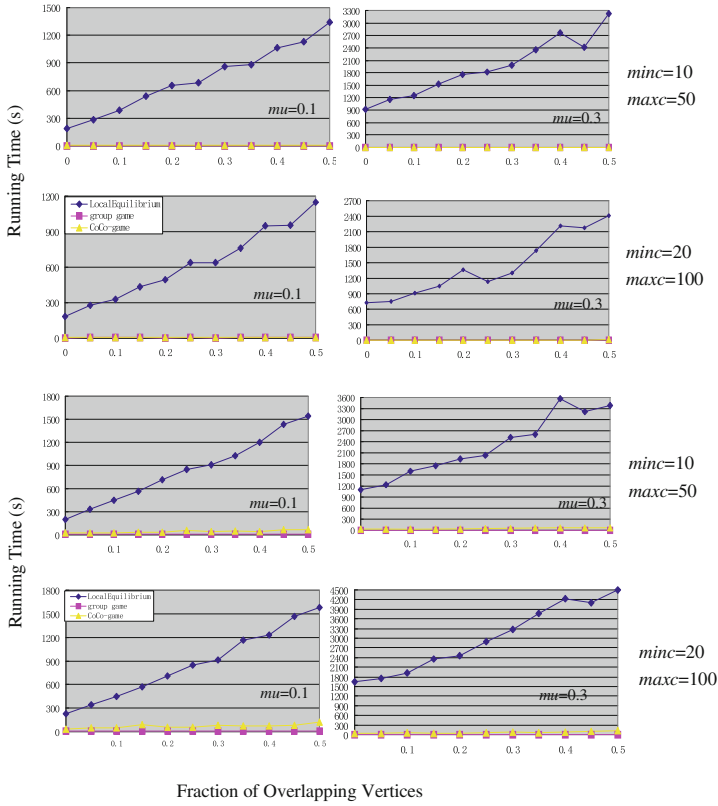 Running Time (s)
1500
1200
900
600
300
0
mu=0.1
0 0.1 0.2 0.3 0.4 0.5
3300
3000
2700
2400
2100
1800
1500
1200
900
600
300
0
mu=0.3
0 0.1 0.2 0.3 0.4 0.5
minc=10
maxc=50
1200
900
600
300
0
LocalEquilibrium
group game
CoCo-game
mu=0.1
0 0.1 0.2 0.3 0.4 0.5
2700
2400
2100
1800
1500
1200
900
600
300
0
mu=0.3
0 0.1 0.2 0.3 0.4 0.5
minc=20
maxc=100
Running Time (s)
1800
1500
1200
900
600
300
0
mu=0.1
0.1 0.2 0.3 0.4 0.5
3600
3300
3000
2700
2400
2100
1800
1500
1200
900
600
300
0
mu=0.3
0.1 0.2 0.3 0.4 0.5
minc=10
maxc=50
1800
1500
1200
900
600
300
0
LocalEquilibrium
group game
CoCo-game
mu=0.1
0.1 0.2 0.3 0.4 0.5
4500
4200
3900
3600
3300
3000
2700
2400
2100
1800
1500
1200
900
600
300
0
mu=0.3
0.1 0.2 0.3 0.4 0.5
minc=20
maxc=100
Fraction of Overlapping Vertices